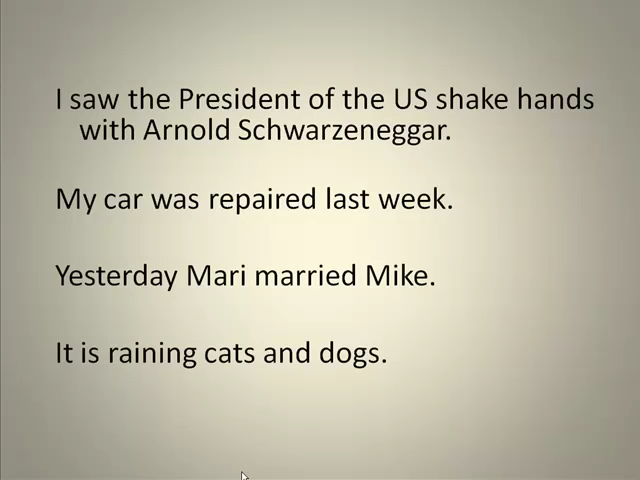 I saw the President of the US shake hands
with Arnold Schwarzeneggar.
My car was repaired last week.
Yesterday Mari married Mike.
It is raining cats and dogs.